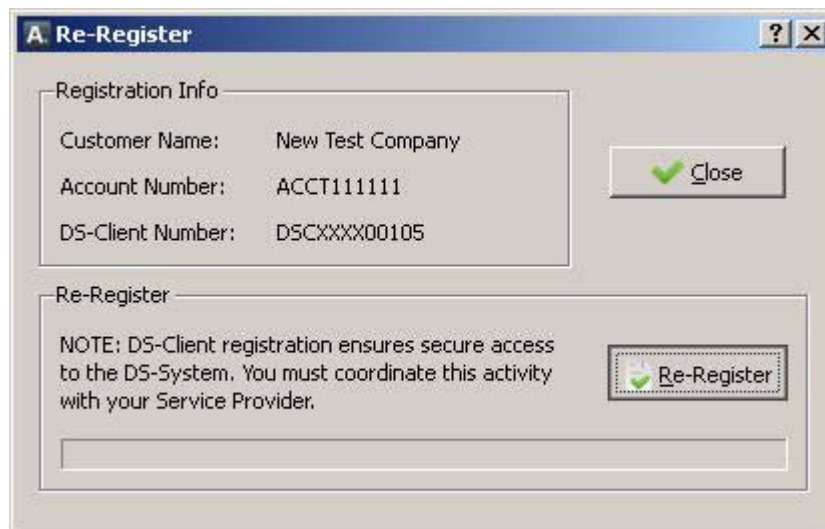 A Re-Register
Registration Info
Customer Name: New Test Company
Account Number: ACCT111111
DS-Client Number: DSCXXXX00105
Close
Re-Register
NOTE: DS-Client registration ensures secure access
to the DS-System. You must coordinate this activity
with your Service Provider.
Re-Register